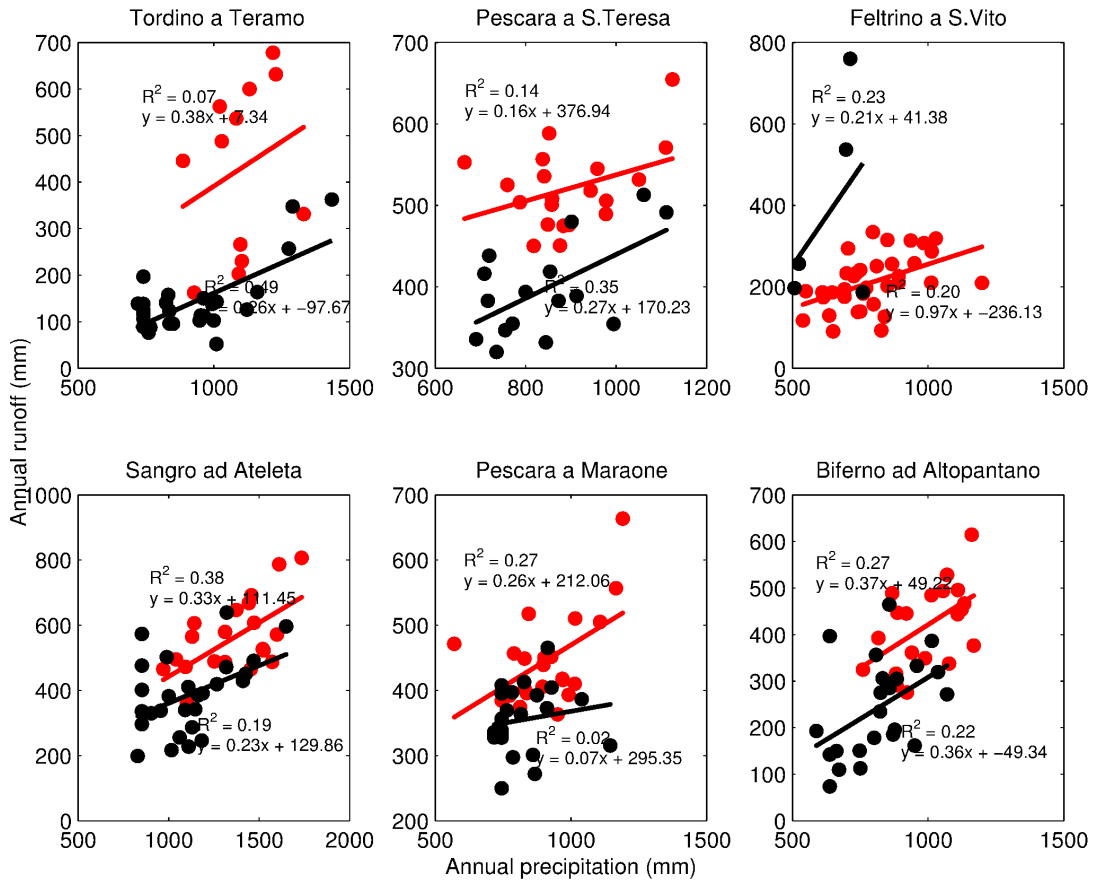 Tordino a Teramo
Pescara a S.Teresa
Feltrino a S.Vito
700
600
500
400
300
200
100
0
500
1000
1500
R² = 0.07
y = 0.38x + 7.34
R² = 0.49
y = 0.26x + −97.67
700
600
500
400
300
600
800
1000
1200
R² = 0.14
y = 0.16x + 376.94
R² = 0.35
y = 0.27x + 170.23
800
600
400
200
0
500
1000
1500
R² = 0.23
y = 0.21x + 41.38
R² = 0.20
y = 0.97x + −236.13
Annual runoff (mm)
Sangro ad Ateleta
Pescara a Maraone
Biferno ad Altopantano
1000
800
600
400
200
0
500
1000
1500
2000
R² = 0.38
y = 0.33x + 111.45
R² = 0.19
y = 0.23x + 129.86
700
600
500
400
300
200
500
1000
1500
R² = 0.27
y = 0.26x + 212.06
R² = 0.02
y = 0.07x + 295.35
700
600
500
400
300
200
100
0
500
1000
1500
R² = 0.27
y = 0.37x + 49.22
R² = 0.22
y = 0.36x + −49.34
Annual precipitation (mm)